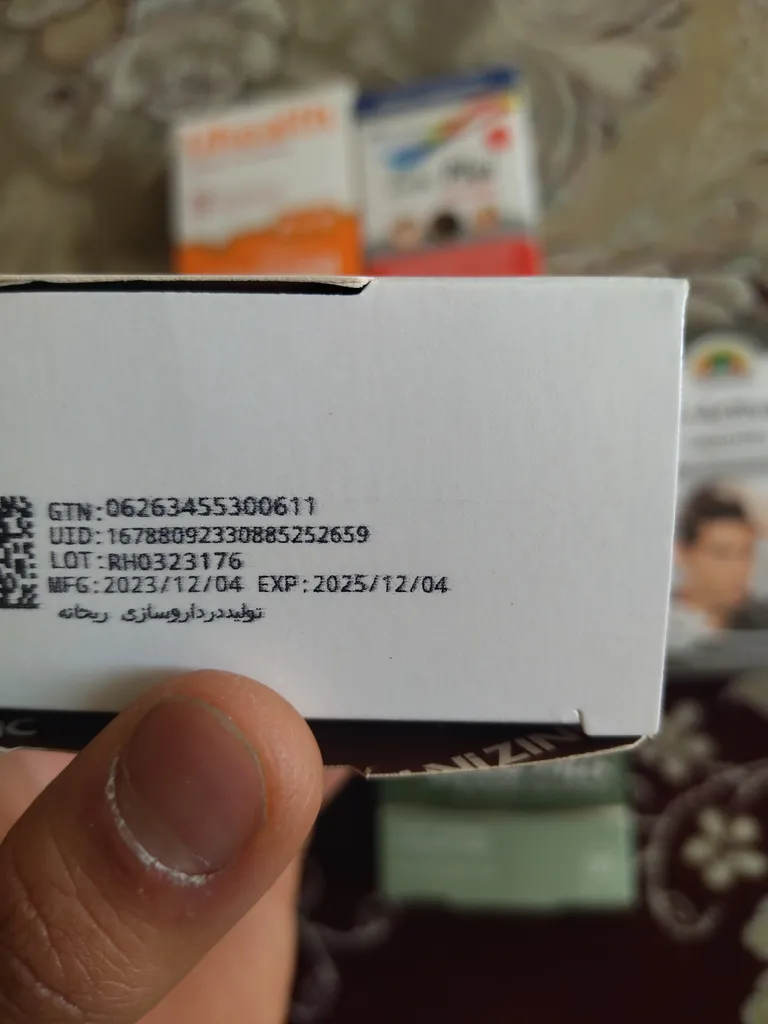 GTN:06263455300611
UID:16788092330885252659
LOT:RH0323176
MFG:2023/12/04 EXP:2025/12/04
تولیددرداروسازی ریحانه